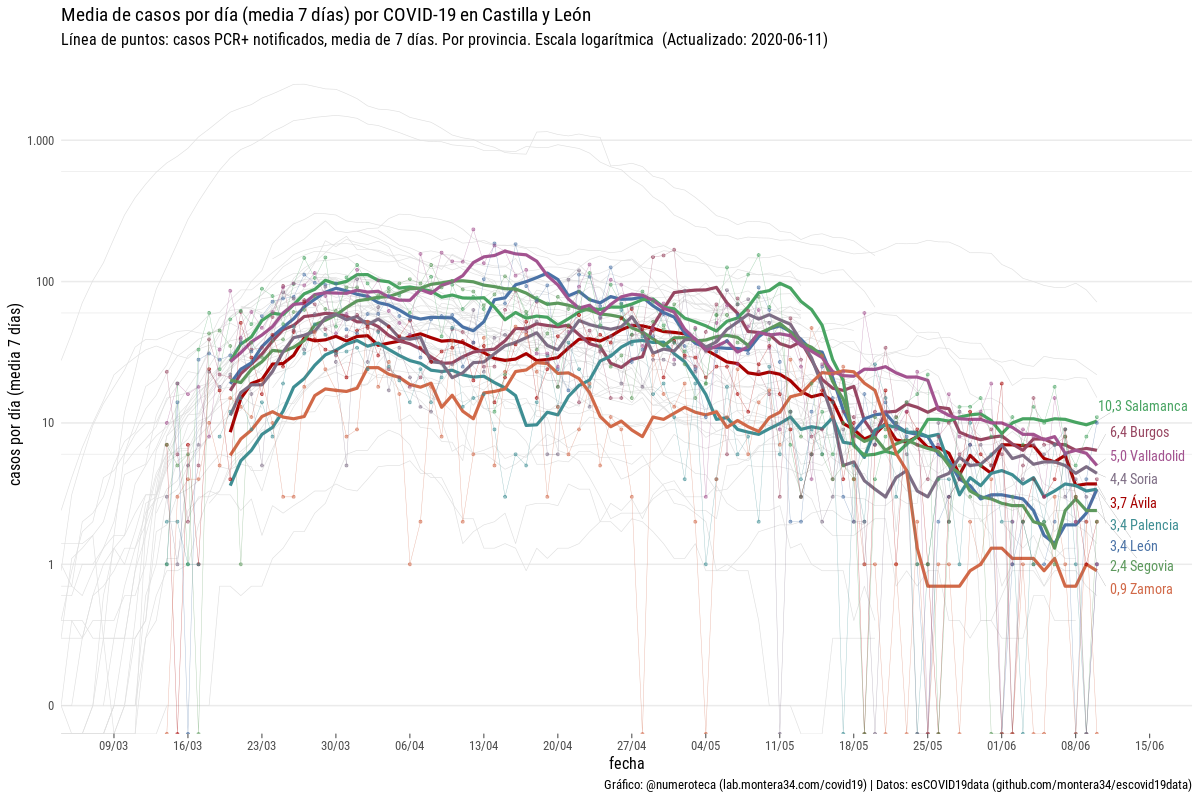 Media de casos por día (media 7 días) por COVID-19 en Castilla y León
Línea de puntos: casos PCR+ notificados, media de 7 días. Por provincia. Escala logarítmica  (Actualizado: 2020-06-11)
casos por día (media 7 días)
1.000
100
10
1
0
10,3 Salamanca
6,4 Burgos
5,0 Valladolid
4,4 Soria
3,7 Ávila
3,4 Palencia
3,4 León
2,4 Segovia
0,9 Zamora
09/03 16/03 23/03 30/03 06/04 13/04 20/04 27/04 04/05 11/05 18/05 25/05 01/06 08/06 15/06
fecha
Gráfico: @numeroteca (lab.montera34.com/covid19) | Datos: esCOVID19data (github.com/montera34/escovid19data)